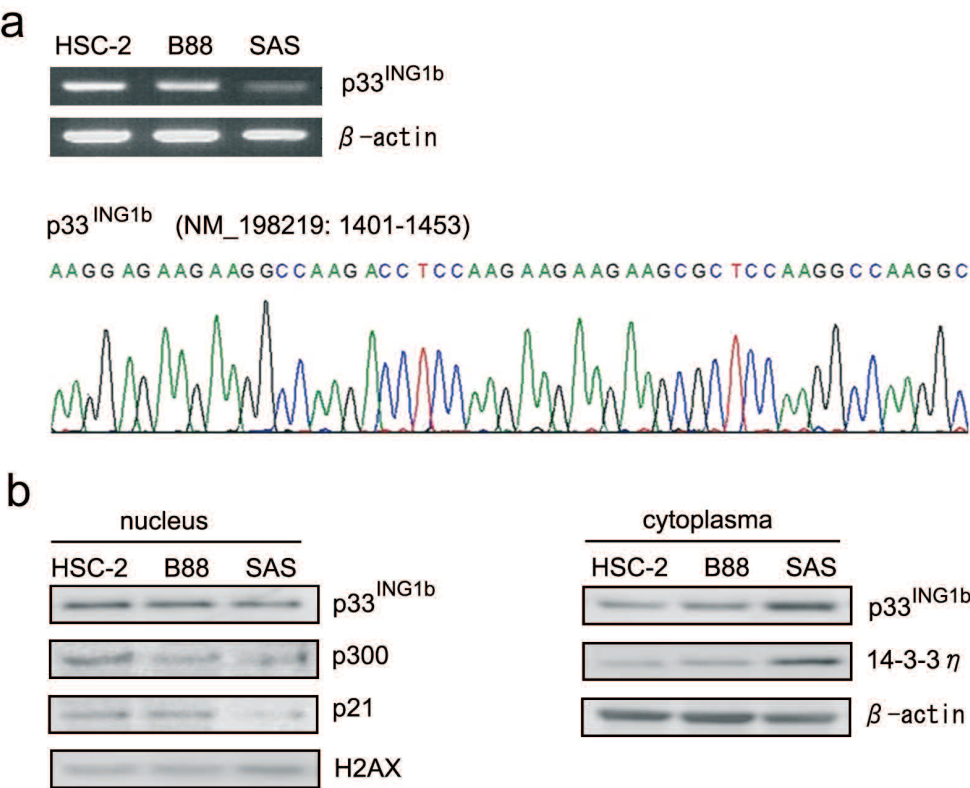 a
HSC-2 B88 SAS
p33ING1b
β-actin
p33ING1b (NM_198219: 1401-1453)
AAGGAGAAGAAGGCCAAGACCTCCAAGAAGAAGAAGCGCTCCAAGGCCAAGGC
b
nucleus
HSC-2 B88 SAS
p33ING1b
p300
p21
H2AX
cytoplasma
HSC-2 B88 SAS
p33ING1b
14-3-3η
β-actin